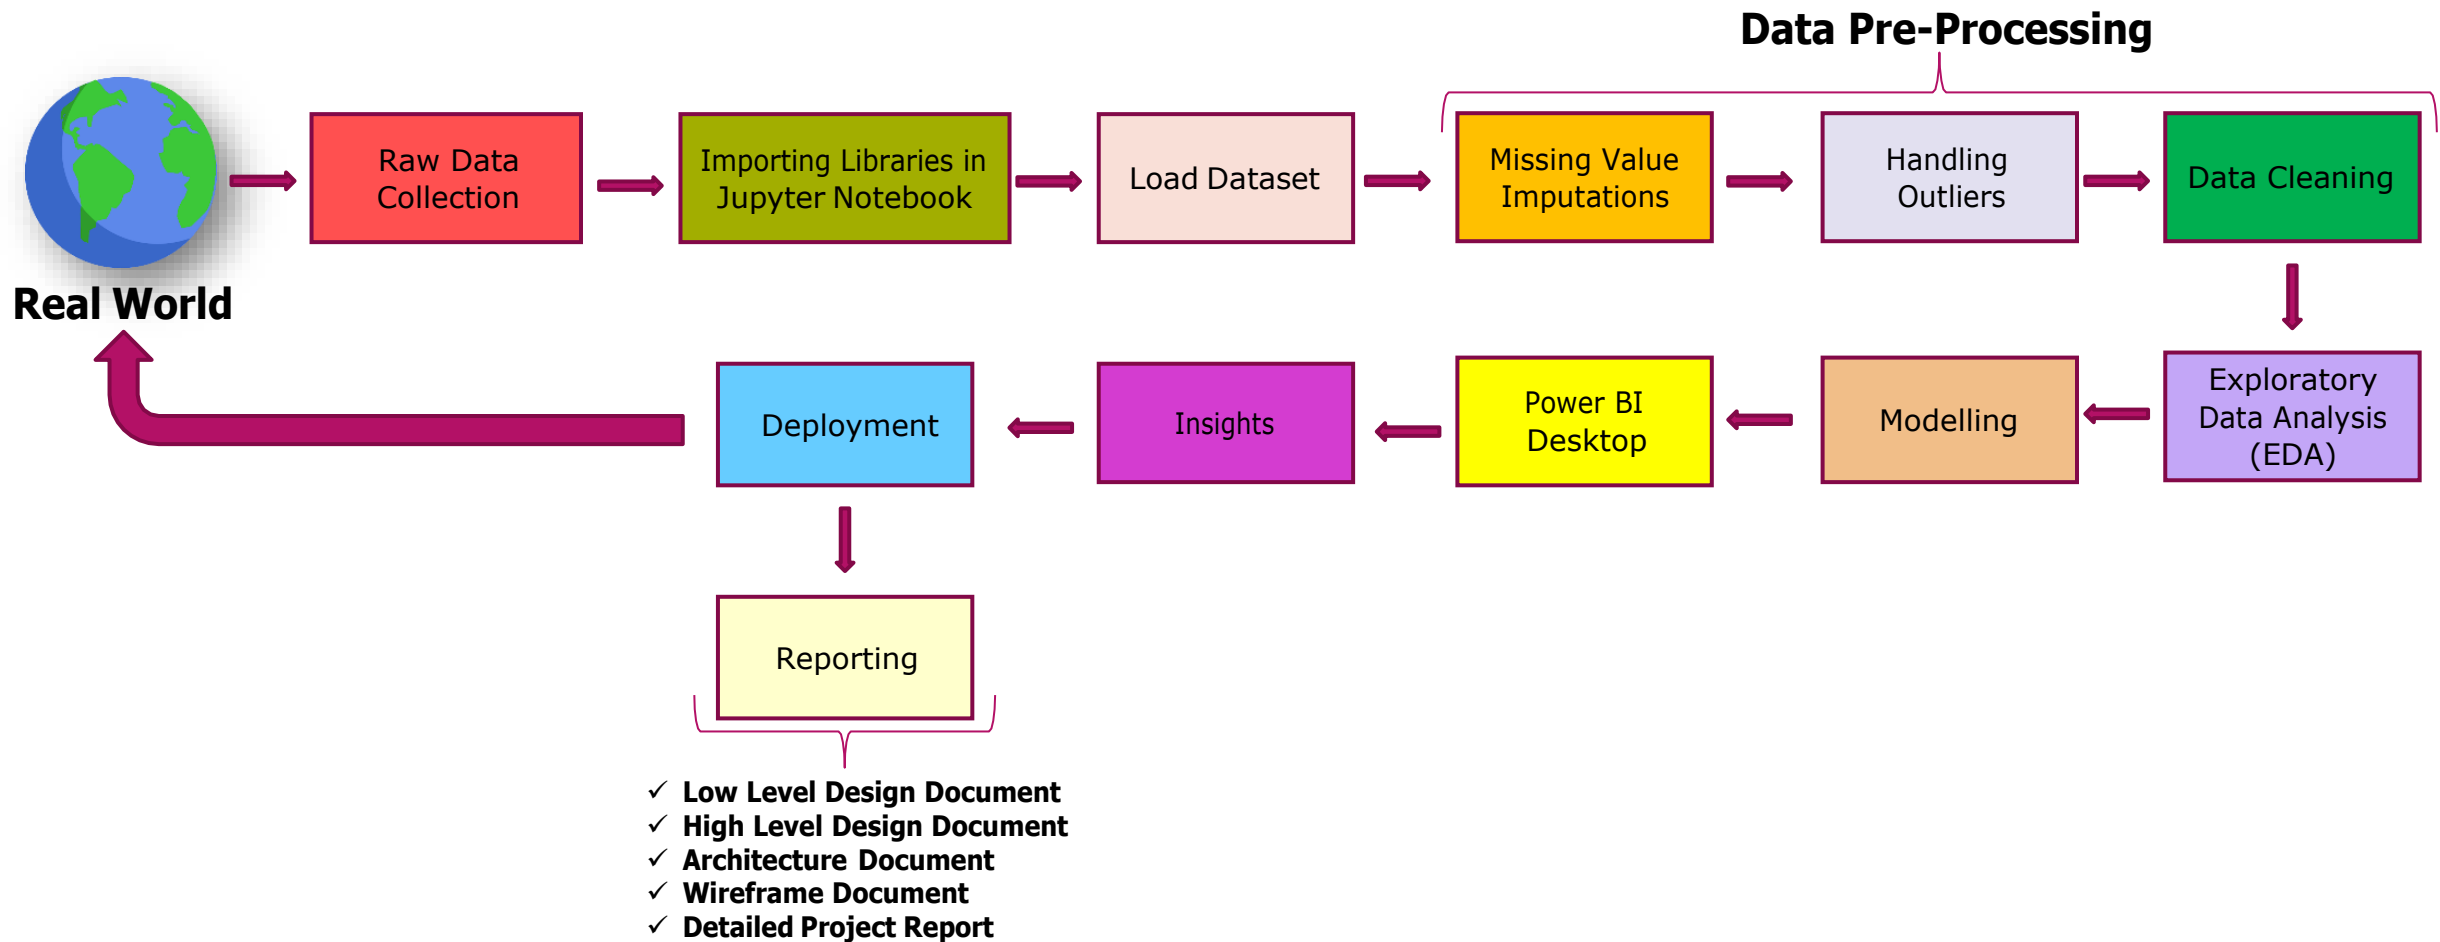 Data Pre-Processing
Raw Data
Collection
Importing Libraries in
Jupyter Notebook
Load Dataset
Missing Value
Imputations
Handling
Outliers
Data Cleaning
Real World
Deployment
Insights
Power BI
Desktop
Modelling
Exploratory
Data Analysis
(EDA)
Reporting
✓ Low Level Design Document
✓ High Level Design Document
✓ Architecture Document
✓ Wireframe Document
✓ Detailed Project Report